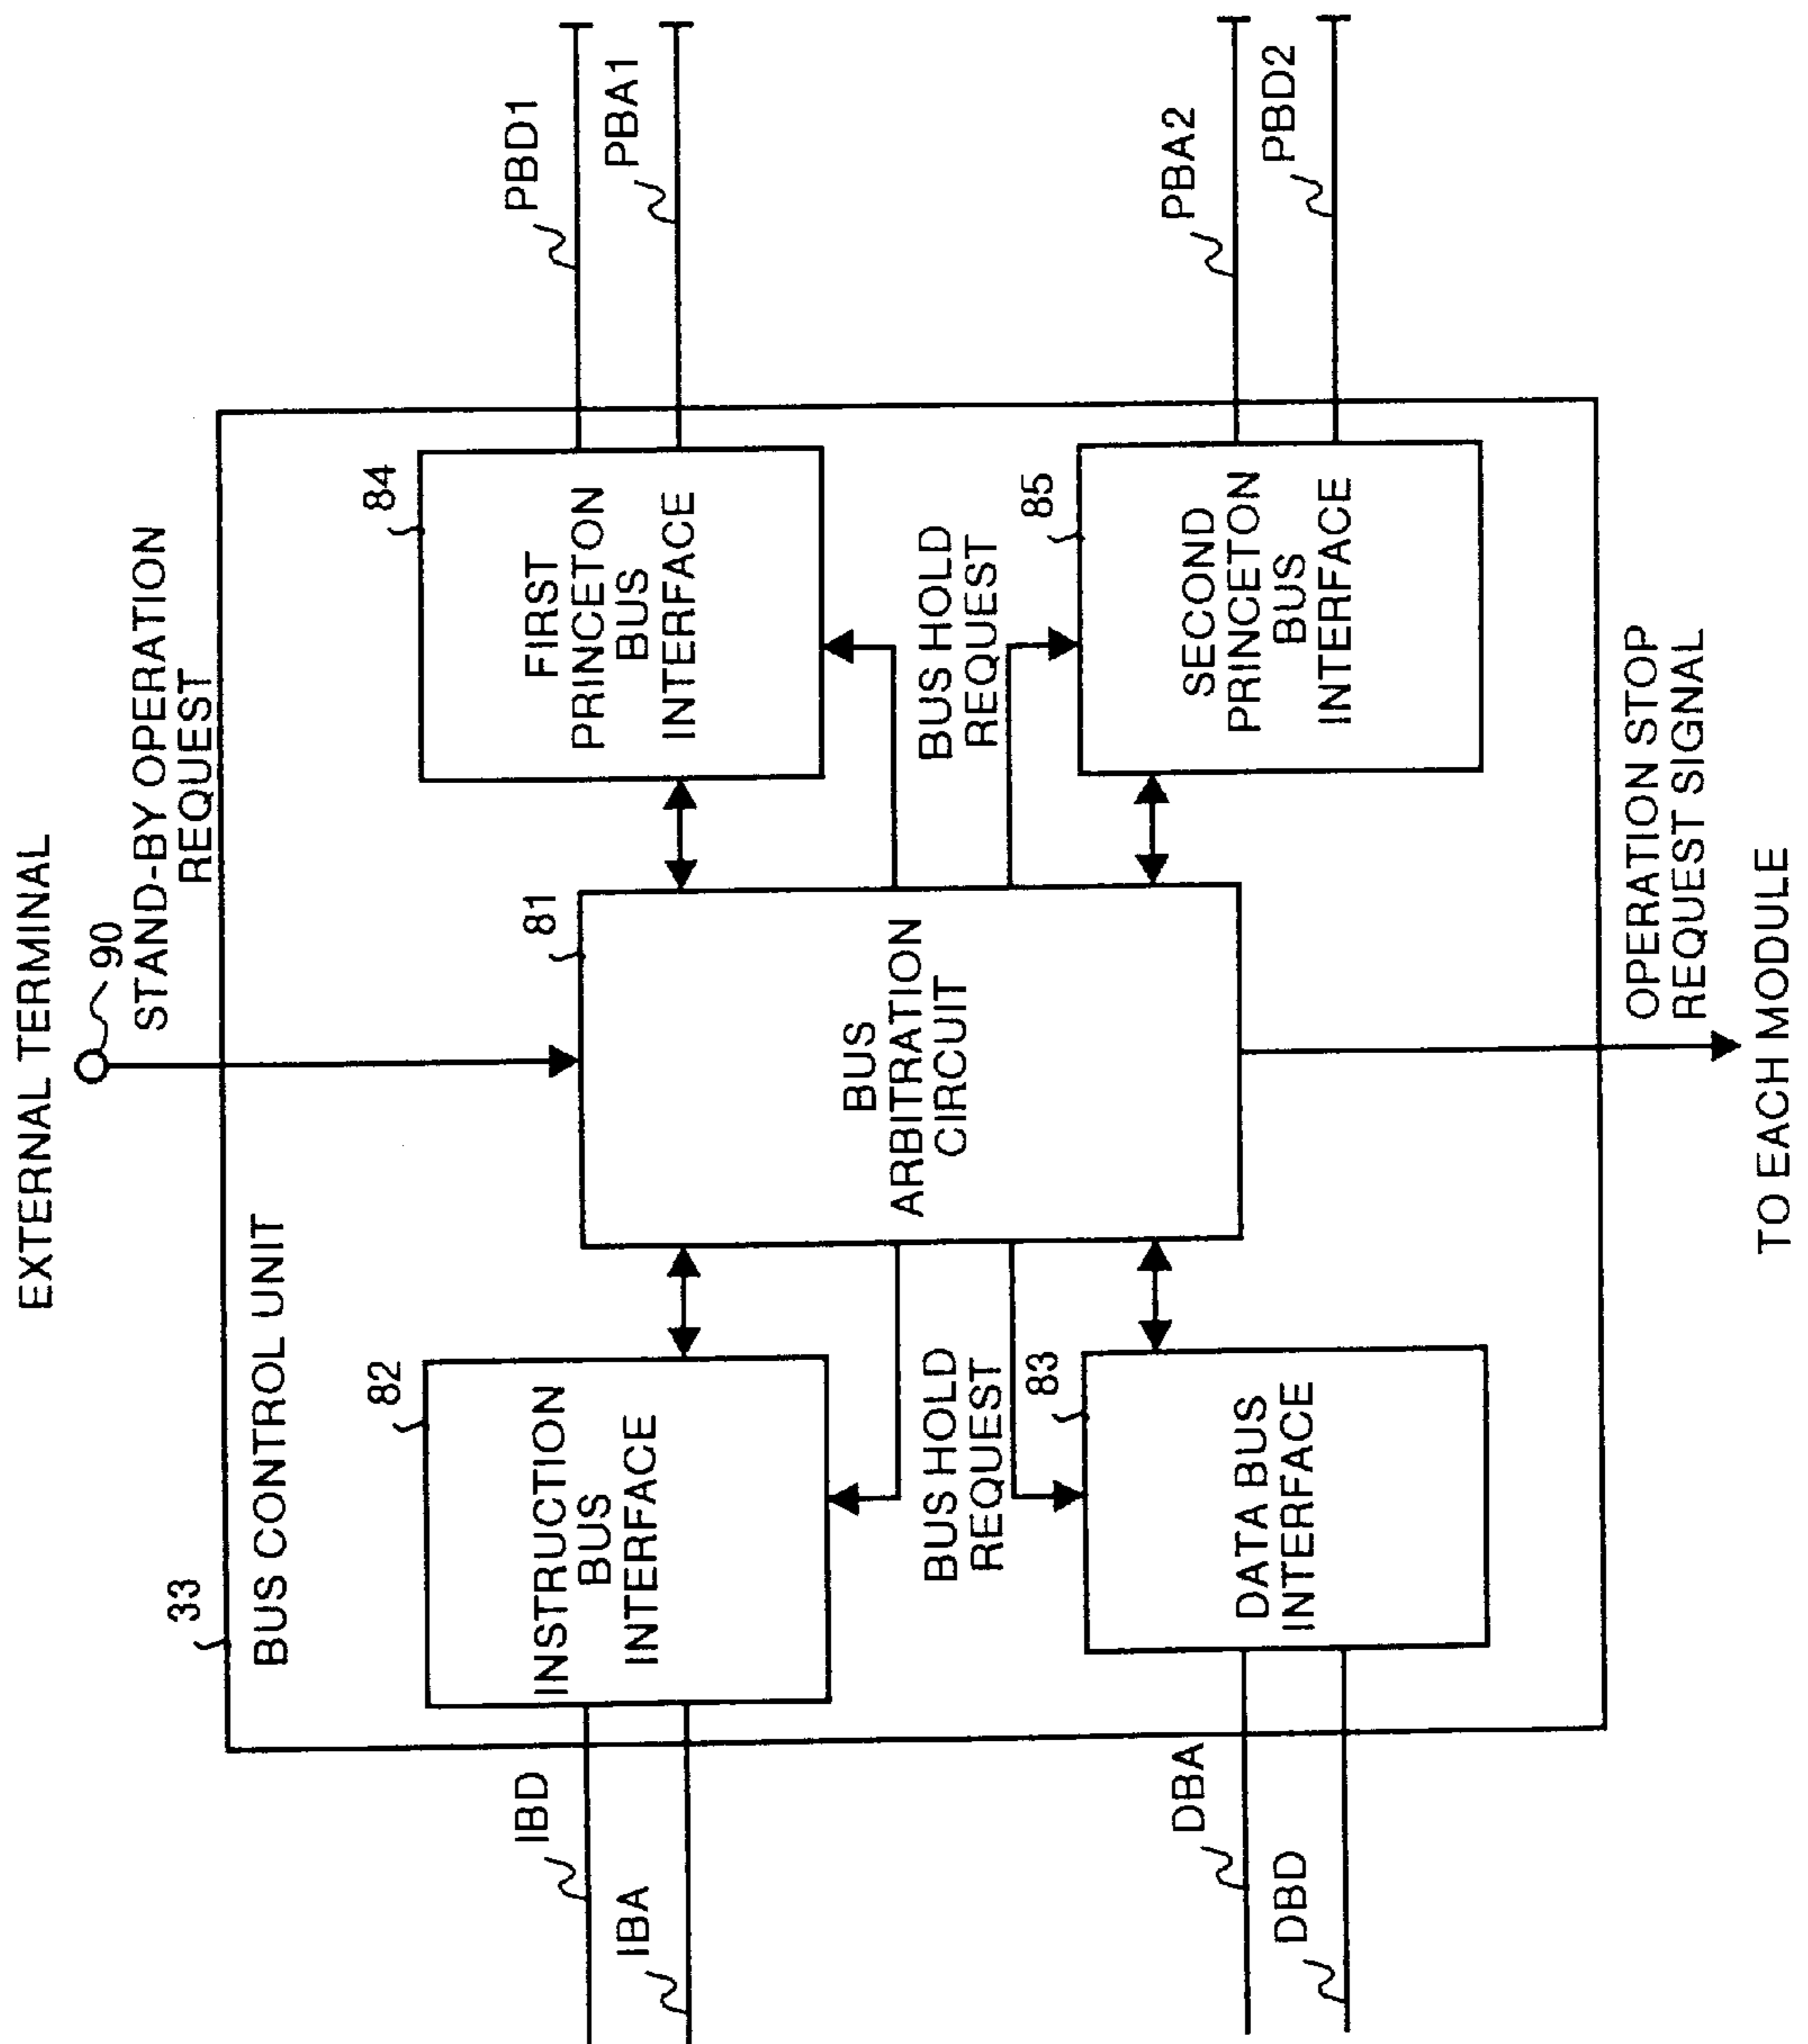 EXTERNAL TERMINAL
90
STAND-BY OPERATION
REQUEST
33
BUS CONTROL UNIT
82
INSTRUCTION
BUS
INTERFACE
81
BUS
ARBITRATION
CIRCUIT
84
FIRST
PRINCETON
BUS
INTERFACE
IBD
IBA
PBD1
PBA1
BUS HOLD
REQUEST
BUS HOLD
REQUEST
83
DATA BUS
INTERFACE
85
SECOND
PRINCETON
BUS
INTERFACE
DBA
DBD
PBA2
PBD2
OPERATION STOP
REQUEST SIGNAL
TO EACH MODULE